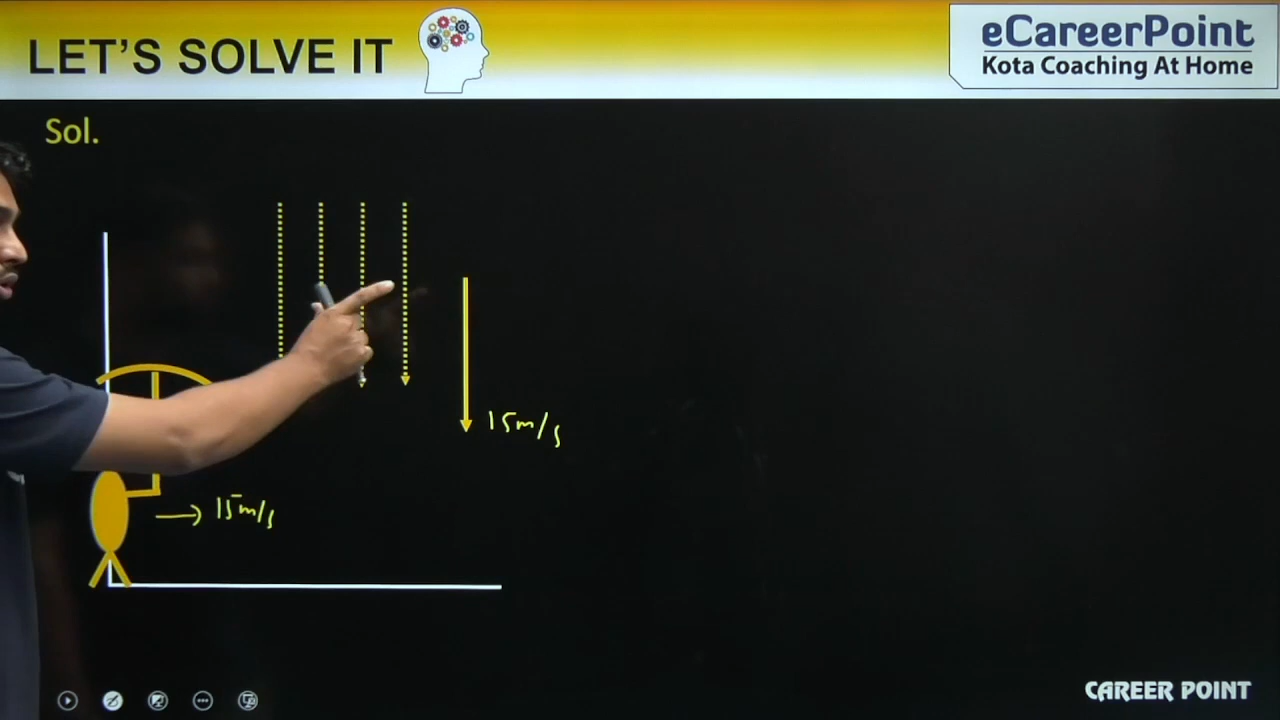 LET'S SOLVE IT
eCareerPoint
Kota Coaching At Home
Sol.
15m/s
15m/s
CAREER POINT